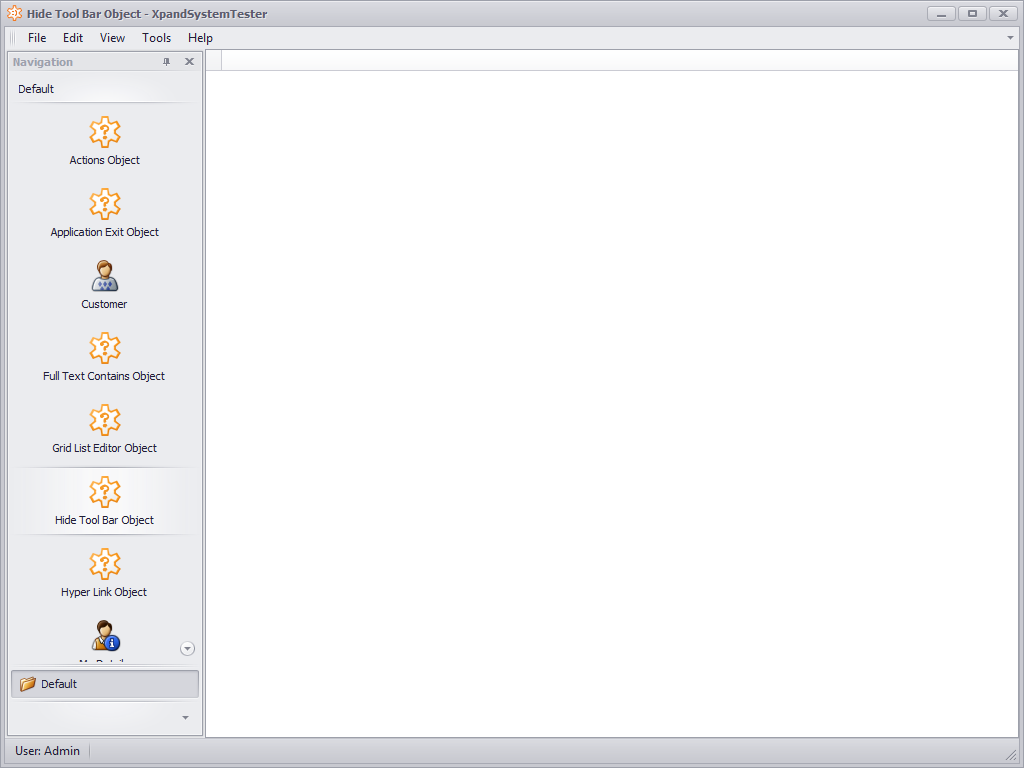 Hide Tool Bar Object - XpandSystemTester
File Edit View Tools Help
Navigation
Default
Actions Object
Application Exit Object
Customer
Full Text Contains Object
Grid List Editor Object
Hide Tool Bar Object
Hyper Link Object
Default
User: Admin